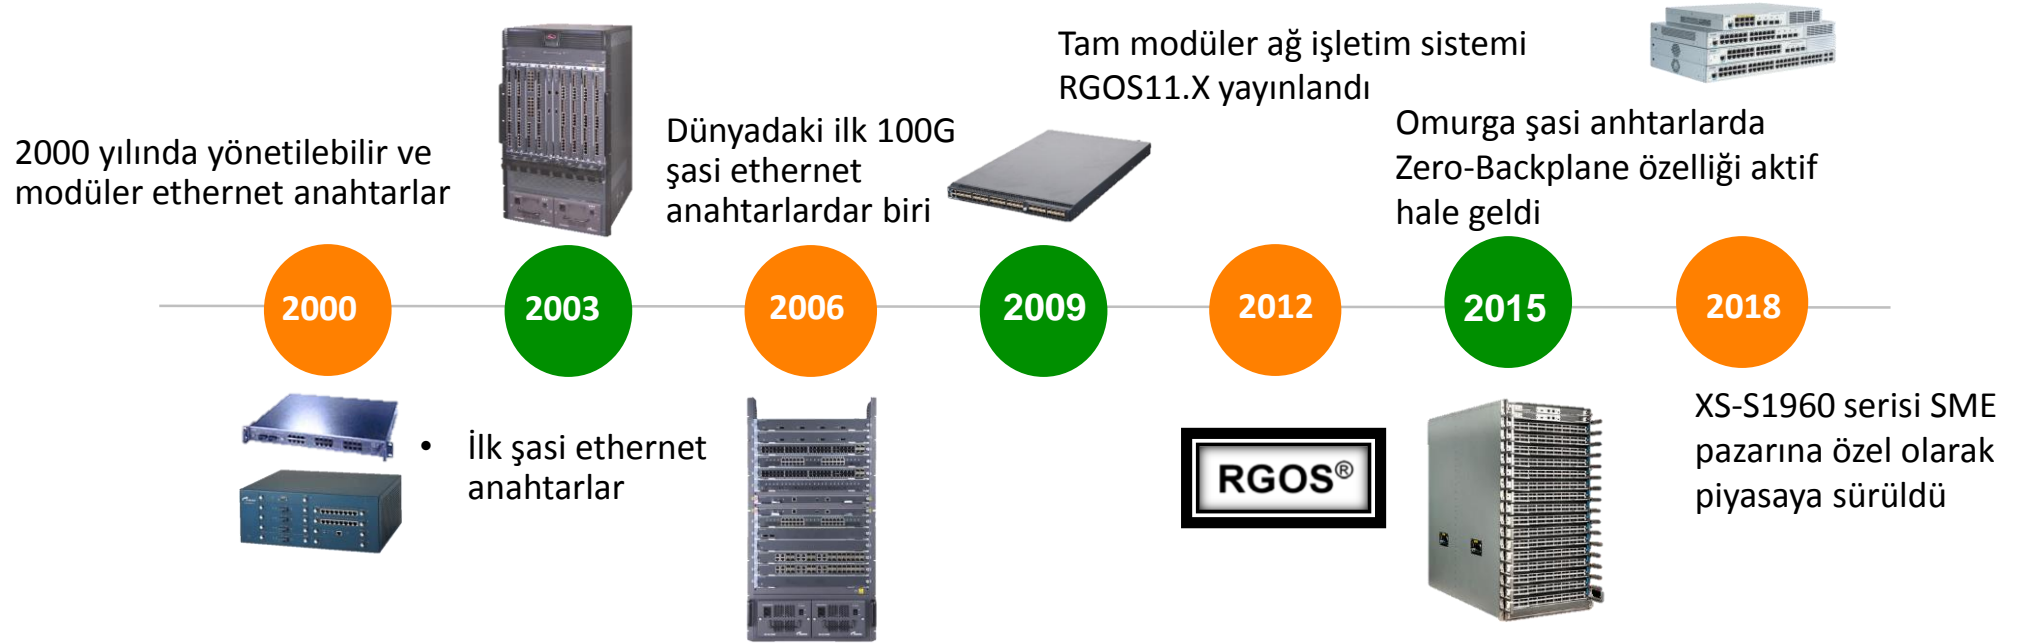 2000 yılında yönetilebilir ve
modüler ethernet anahtarlar
Dünyadaki ilk 100G
şasi ethernet
anahtarlardar biri
Tam modüler ağ işletim sistemi
RGOS11.X yayınlandı
Omurga şasi anhtarlarda
Zero-Backplane özelliği aktif
hale geldi
2000
2003
2006
2009
2012
2015
2018
• İlk şasi ethernet
anahtarlar
RGOS®
XS-S1960 serisi SME
pazarına özel olarak
piyasaya sürüldü